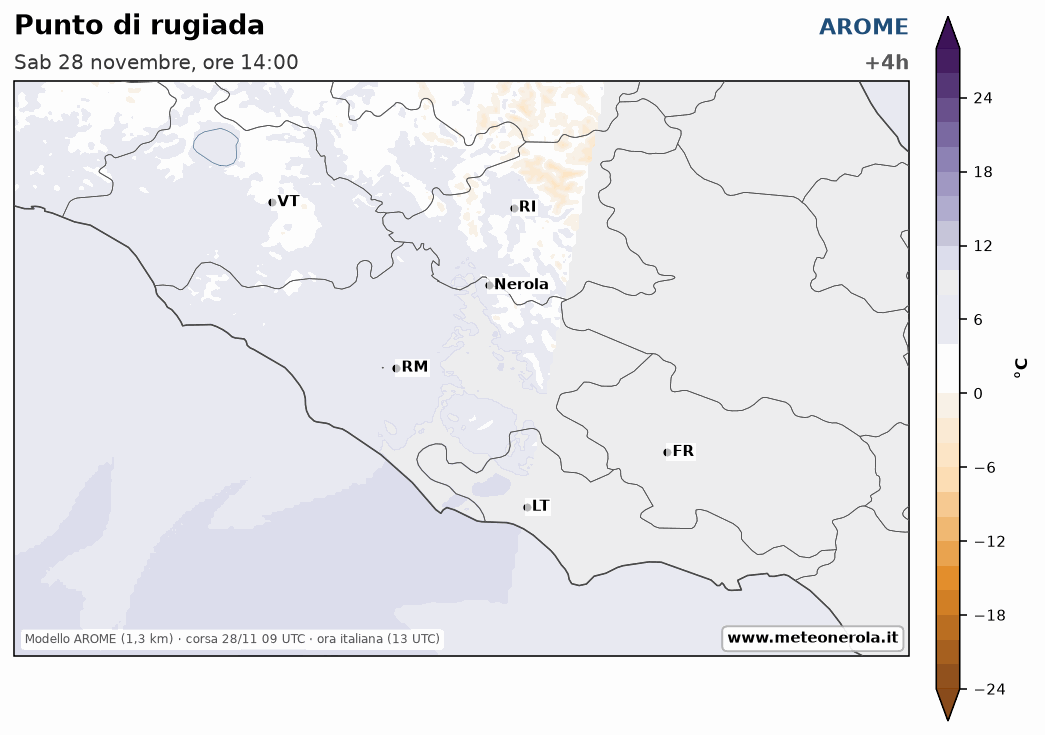 Punto di rugiada
AROME
Sab 28 novembre, ore 14:00
+4h
VT
RI
Nerola
RM
FR
LT
24
18
12
6
0
−6
−12
−18
−24
°C
Modello AROME (1,3 km) · corsa 28/11 09 UTC · ora italiana (13 UTC)
www.meteonerola.it